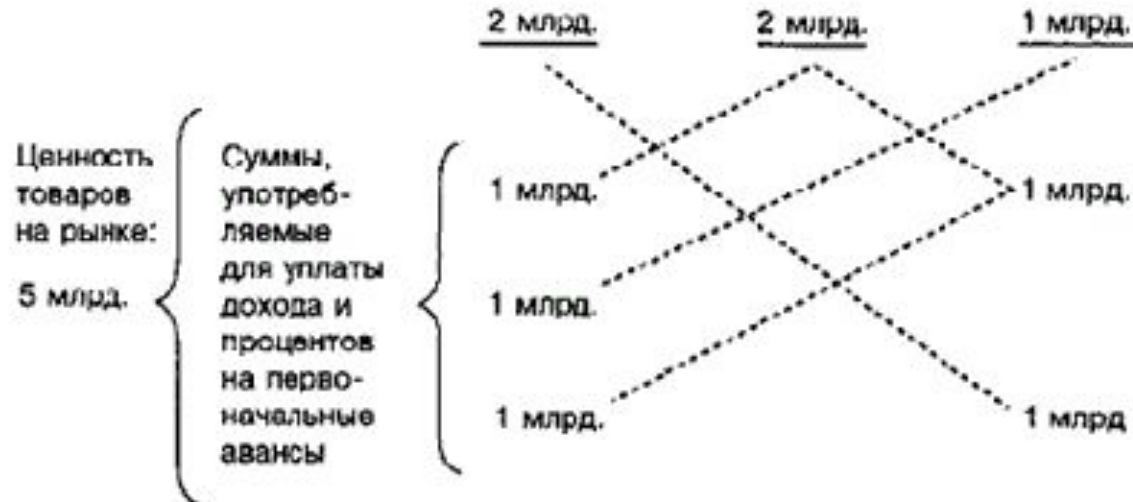 2 млрд. 2 млрд. 1 млрд.
Ценность
товаров
на рынке:
5 млрд.
Суммы,
употреб-
ляемые
для уплаты
дохода и
процентов
на перво-
начальные
авансы
1 млрд. 1 млрд.
1 млрд.
1 млрд. 1 млрд